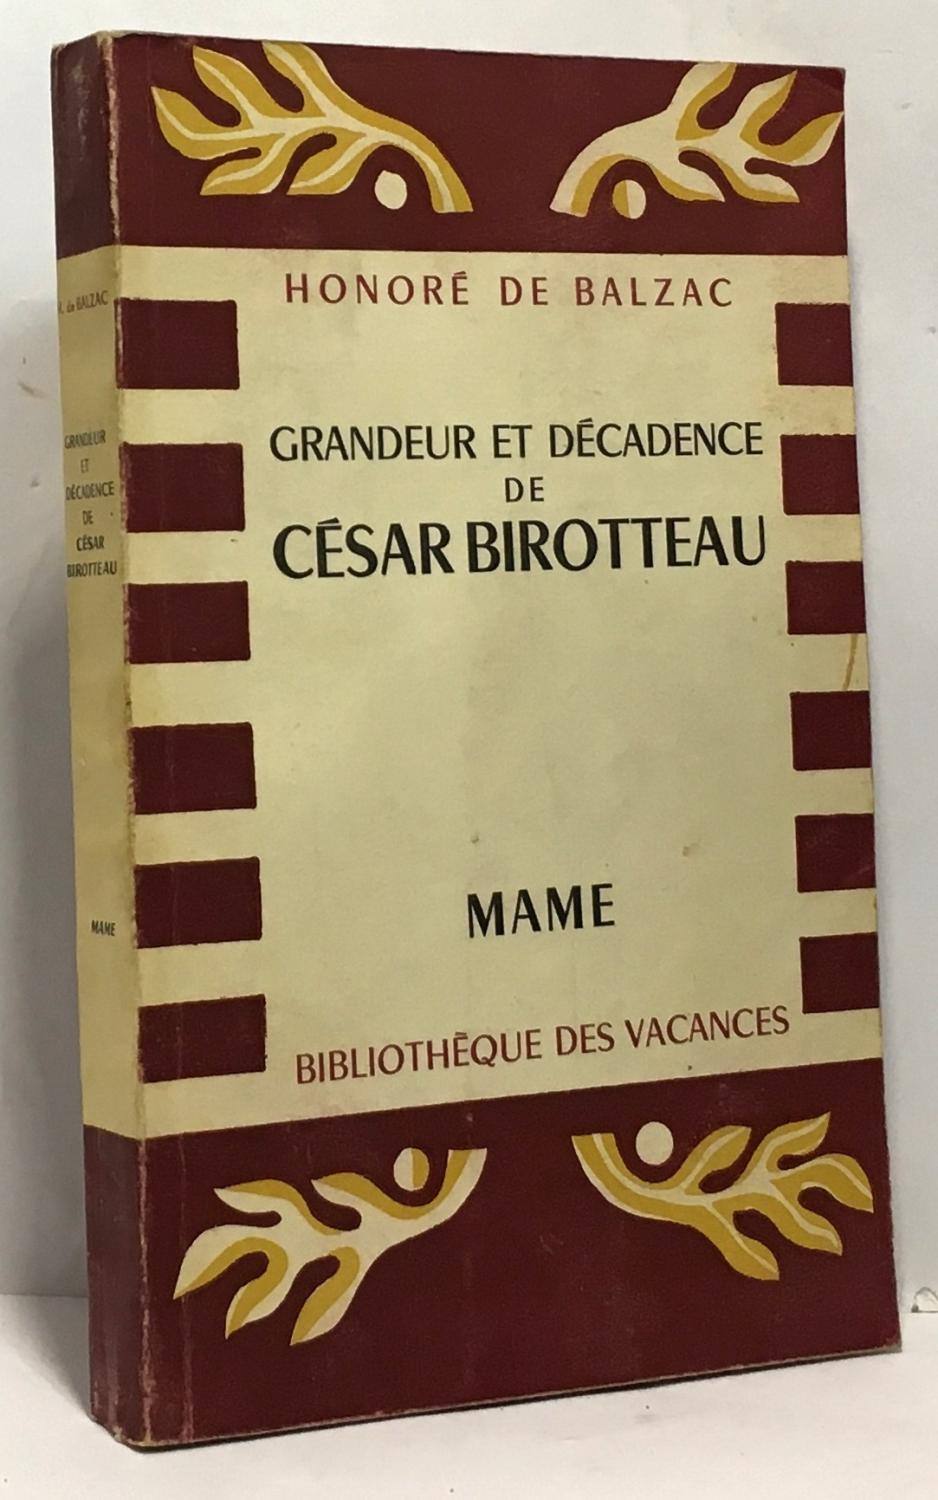 HONORÉ DE BALZAC
GRANDEUR ET DÉCADENCE
DE
CÉSAR BIROTTEAU
MAME
BIBLIOTHÈQUE DES VACANCES
de BALZAC
GRANDEUR
ET
DÉCADENCE
DE
CÉSAR
BIROTTEAU
MAME